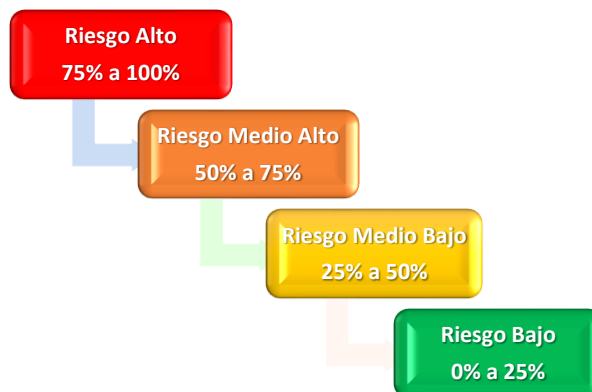 Riesgo Alto
75% a 100%
Riesgo Medio Alto
50% a 75%
Riesgo Medio Bajo
25% a 50%
Riesgo Bajo
0% a 25%